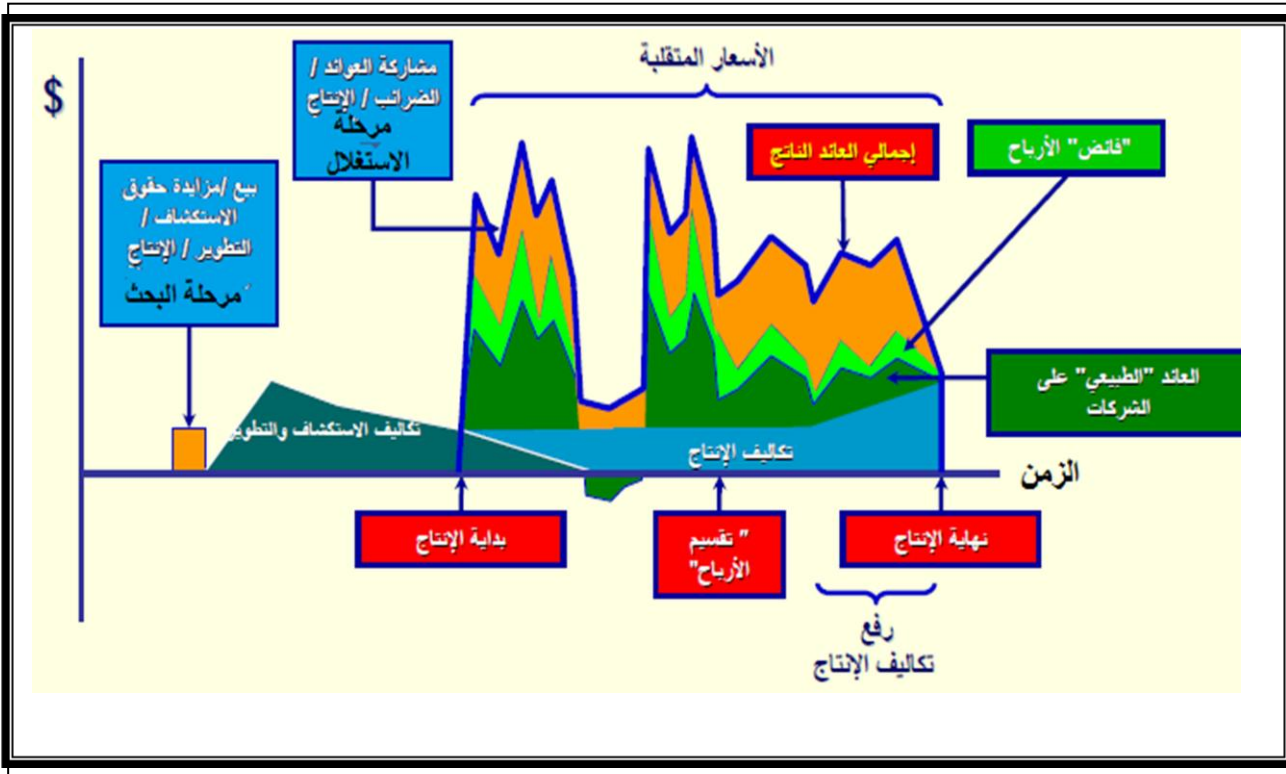 $
مشاركة العوائد /
الضرائب / الإنتاج
مرحلة
الاستغلال
الأسعار المتقلبة
إجمالي العائد الناتج
"فائض" الأرباح
بيع /مزايدة حقوق
الاستكشاف /
التطوير / الإنتاج
مرحلة البحث
العائد "الطبيعي" على
الشركات
تكاليف الاستكشاف والتطوير
تكاليف الإنتاج
الزمن
بداية الإنتاج
" تقسيم
الأرباح"
نهاية الإنتاج
رفع
تكاليف الإنتاج